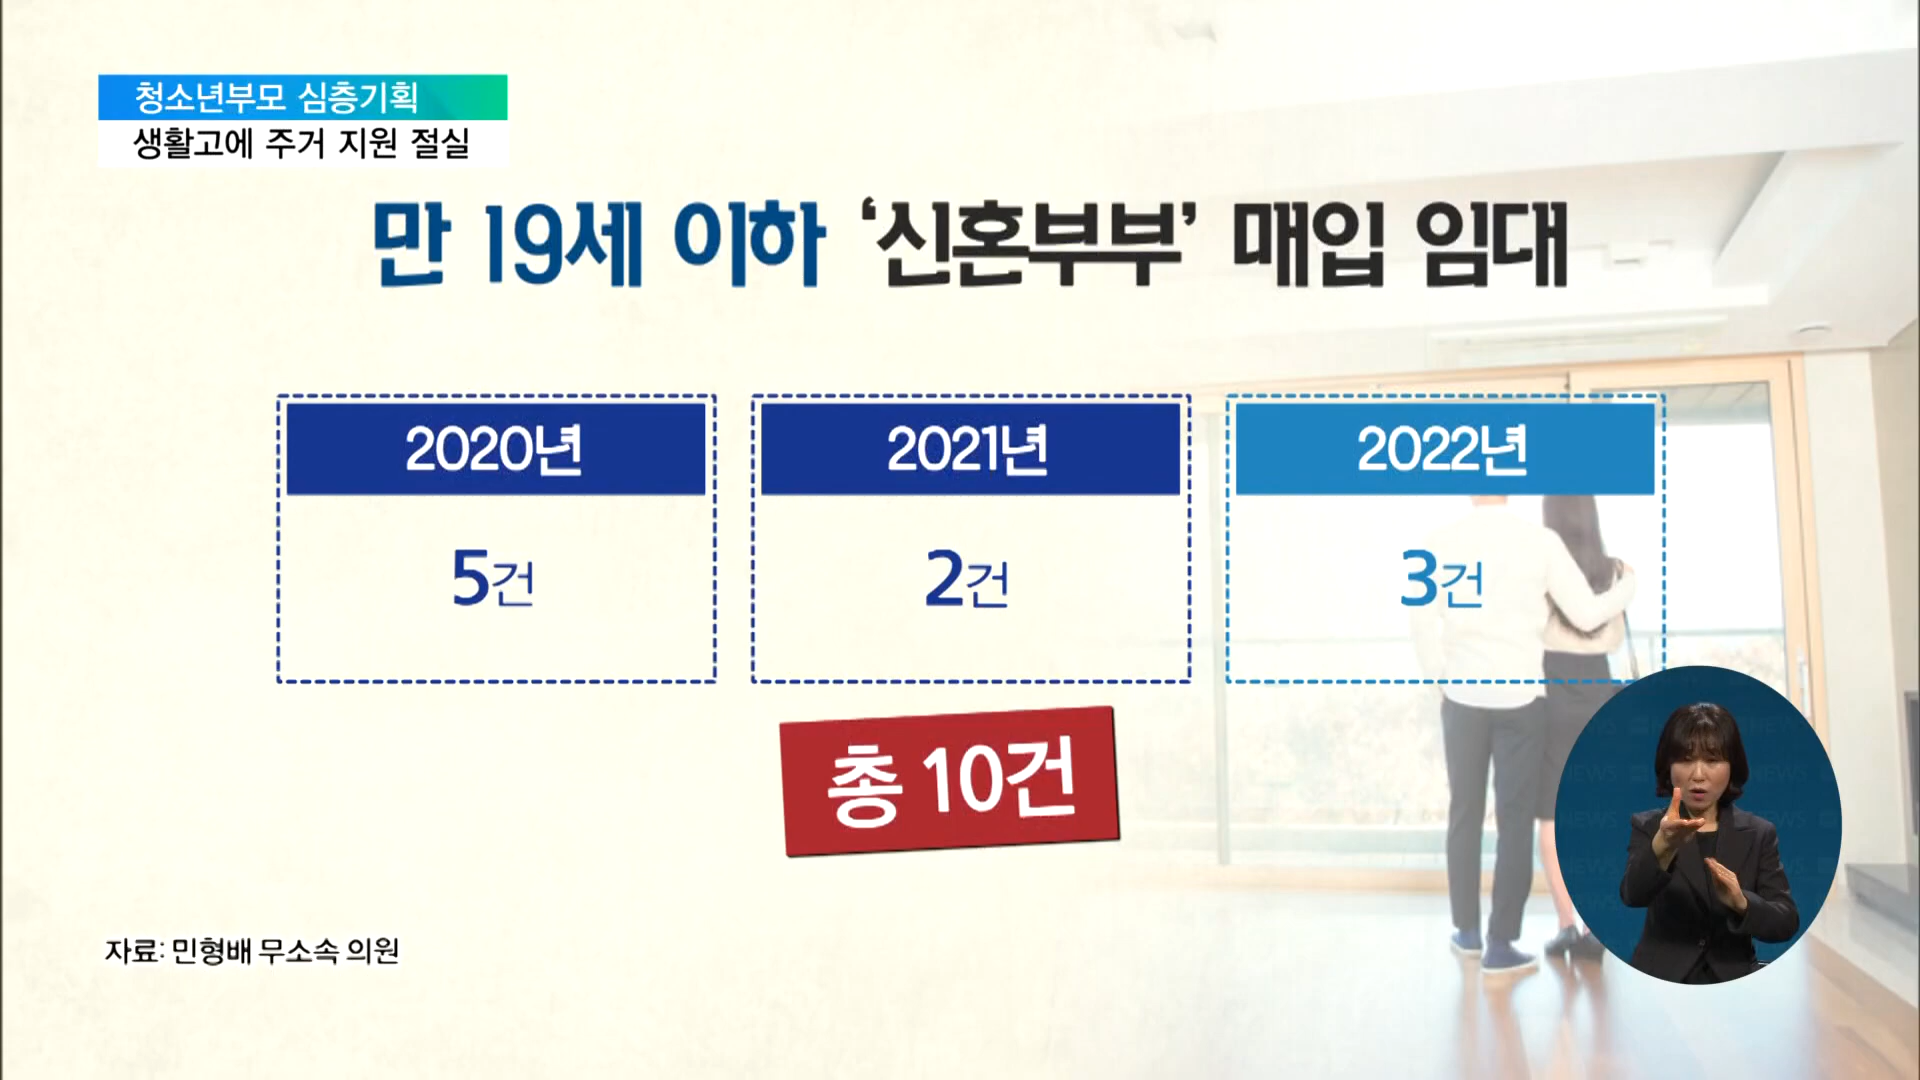 청소년부모 심층기획
생활고에 주거 지원 절실
만 19세 이하 ‘신혼부부’ 매입 임대
2020년
5건
2021년
2건
2022년
3건
총 10건
자료: 민형배 무소속 의원